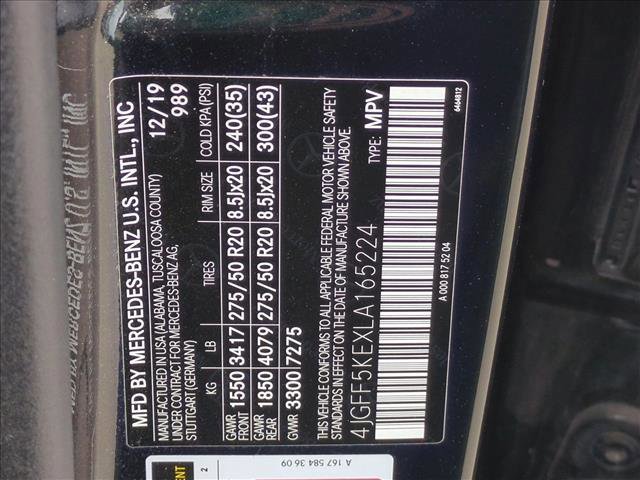 MFD BY MERCEDES-BENZ U.S. INTL., INC
MANUFACTURED IN USA (ALABAMA, TUSCALOOSA COUNTY) 12/19
UNDER CONTRACT FOR MERCEDES-BENZ AG, 989
STUTTGART (GERMANY)
KG LB TIRES RIM SIZE COLD KPA(PSI)
GAWR FRONT 1550 3417 275/50 R20 8.5Jx20 240(35)
GAWR REAR 1850 4079 275/50 R20 8.5Jx20 300(43)
GVWR 3300 7275
THIS VEHICLE CONFORMS TO ALL APPLICABLE FEDERAL MOTOR VEHICLE SAFETY
STANDARDS IN EFFECT ON THE DATE OF MANUFACTURE SHOWN ABOVE.
4JGFF5KEXLA165224 TYPE: MPV
A 000 817 52 04
6464812
2
A 167 584 36 09